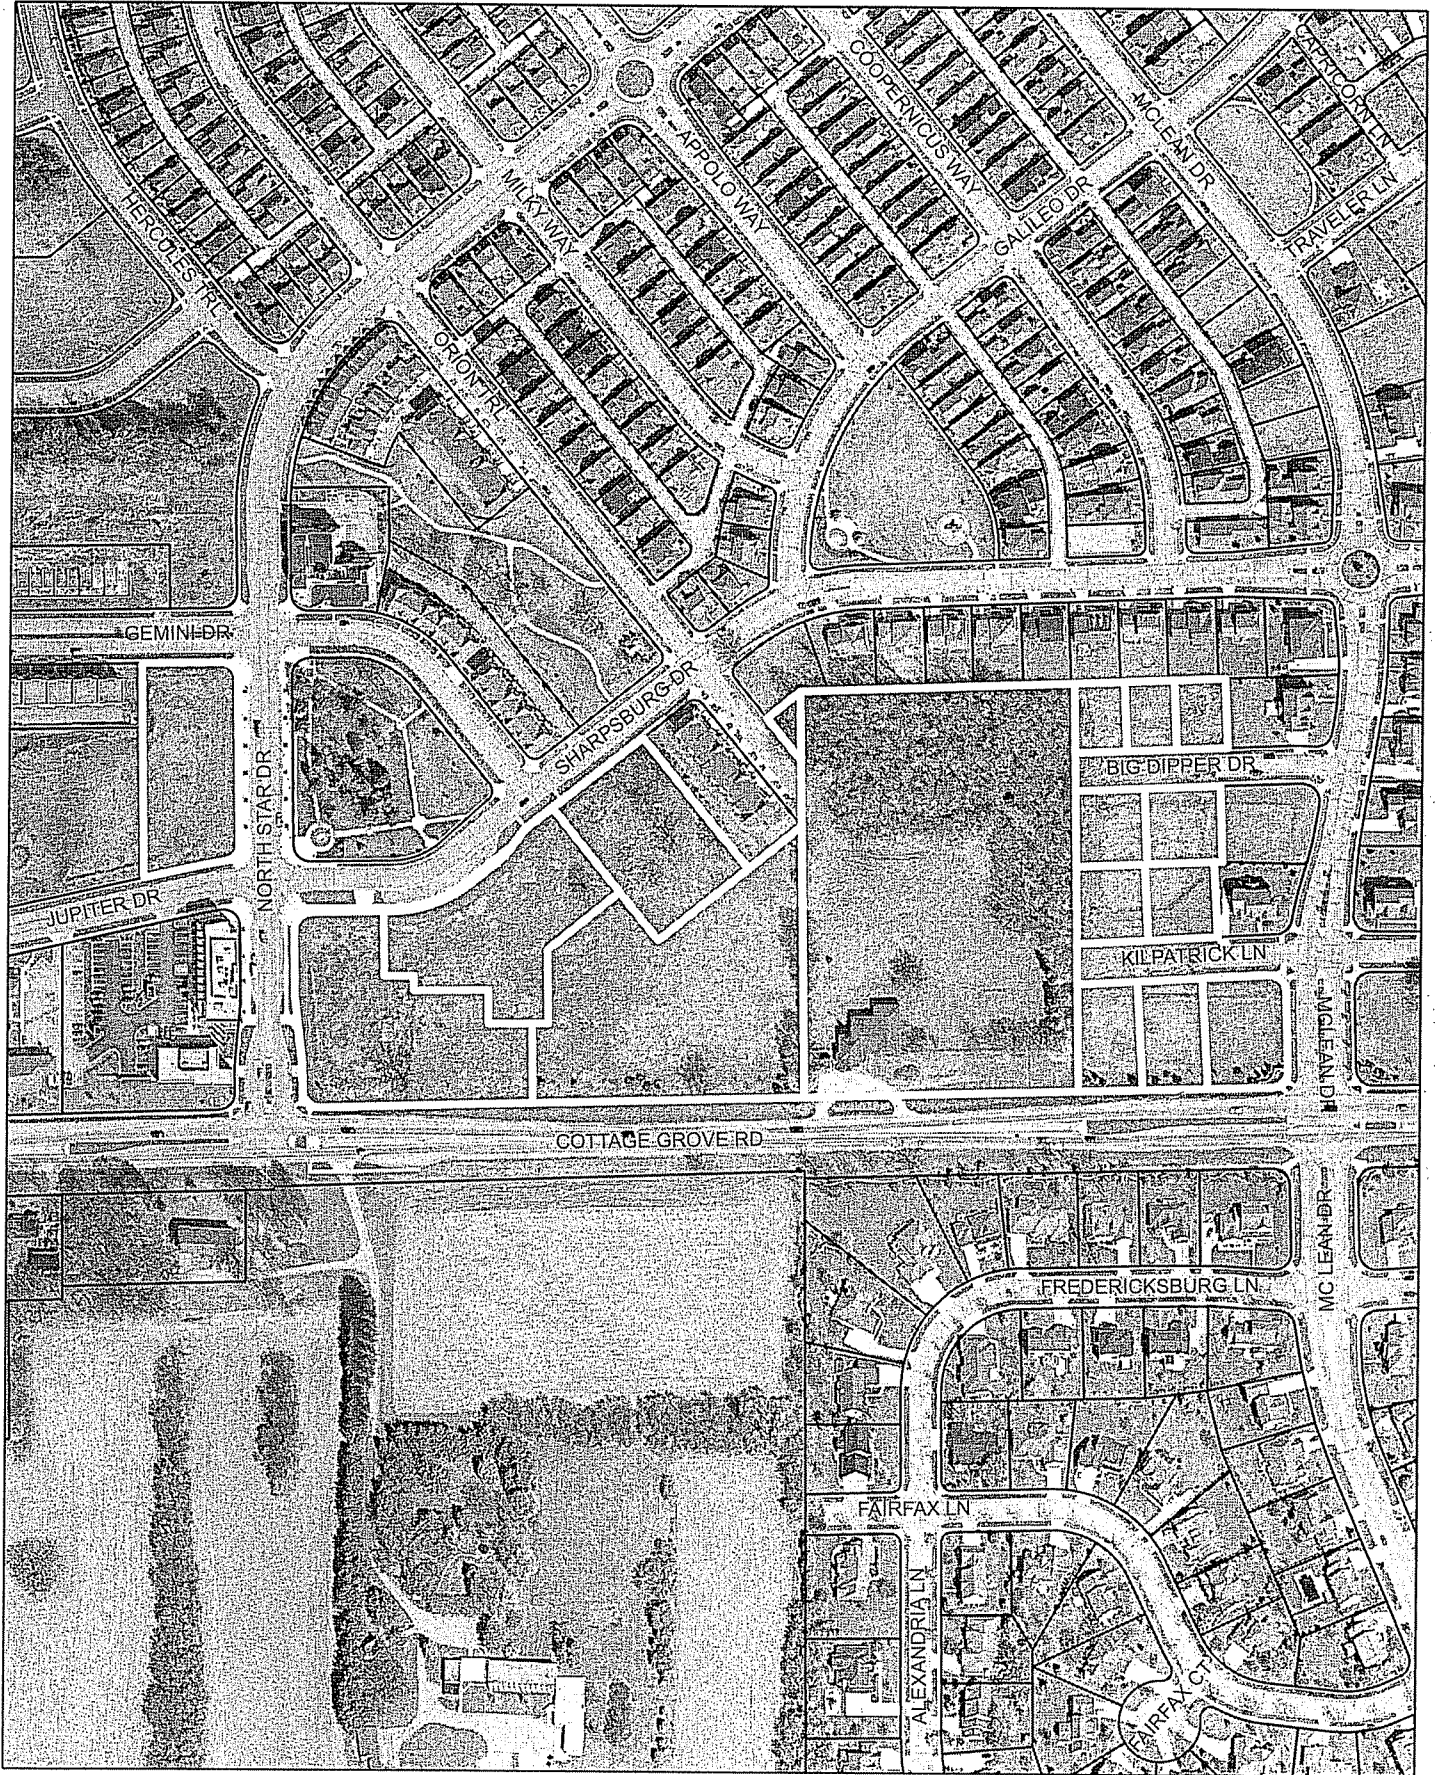 COOPERNICUS WAY
CAPRICORN LN
MCLEAN DR
APPOLO WAY
MILKY WAY
HERCULES TRL
GALILEO DR
TRAVELER LN
ORION TRL
GEMINI DR
SHARPSBURG DR
NORTH STAR DR
BIG DIPPER DR
JUPITER DR
KILPATRICK LN
MCLEAN DR
COTTAGE GROVE RD
MC LEAN DR
FREDERICKSBURG LN
FAIRFAX LN
ALEXANDRIA LN
FAIRFAX CT